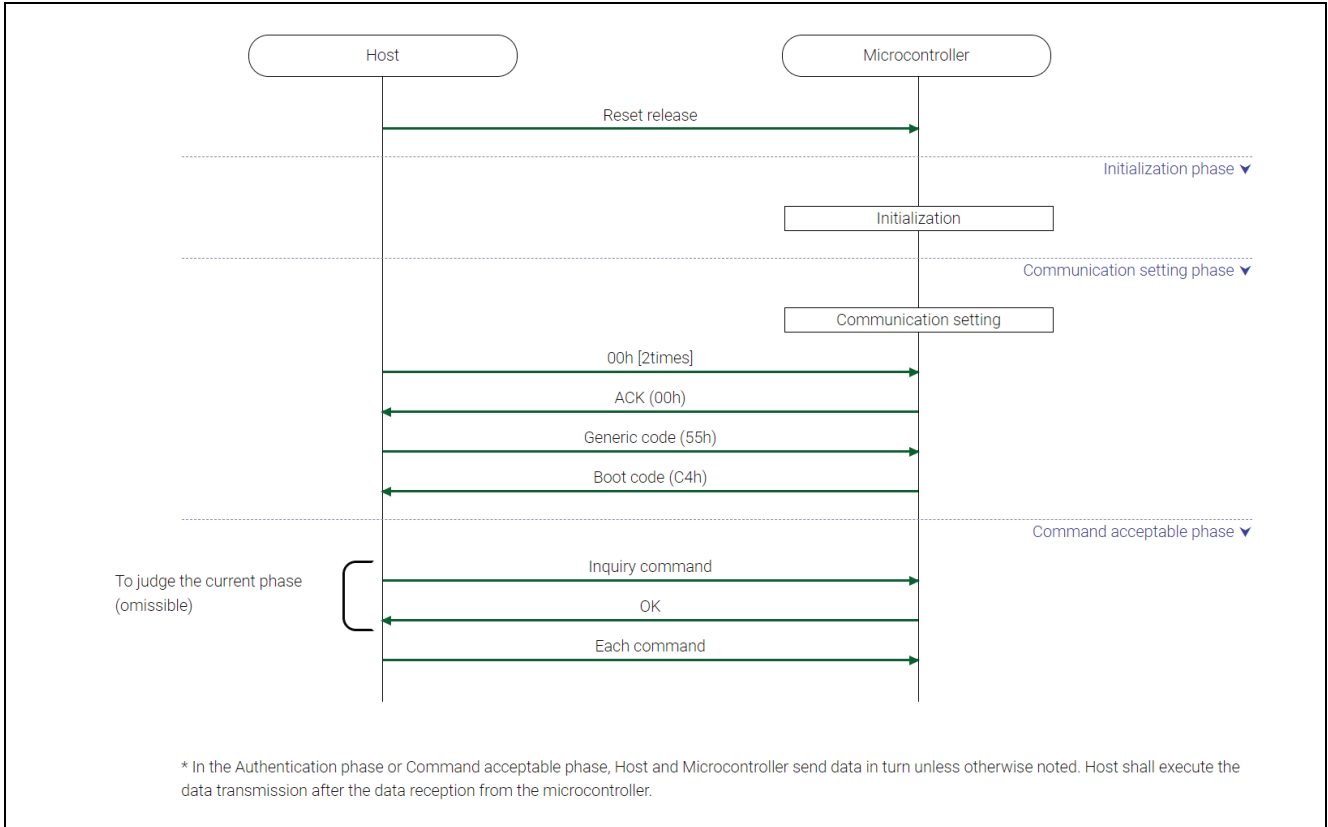 Host
Microcontroller
Reset release
Initialization phase
Initialization
Communication setting phase
Communication setting
00h [2times]
ACK (00h)
Generic code (55h)
Boot code (C4h)
Command acceptable phase
Inquiry command
To judge the current phase
(omissible)
OK
Each command
* In the Authentication phase or Command acceptable phase, Host and Microcontroller send data in turn unless otherwise noted. Host shall execute the
data transmission after the data reception from the microcontroller.